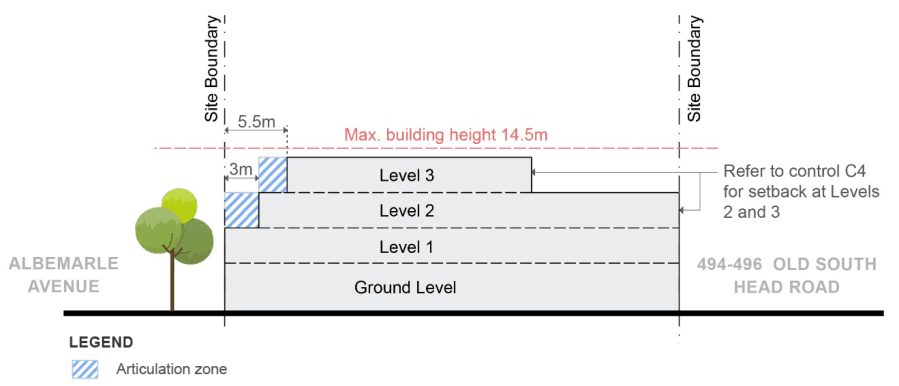 Site Boundary
Site Boundary
5.5m
Max. building height 14.5m
3m
Level 3
Refer to control C4
for setback at Levels
2 and 3
Level 2
Level 1
ALBEMARLE
AVENUE
494-496 OLD SOUTH
HEAD ROAD
Ground Level
LEGEND
Articulation zone